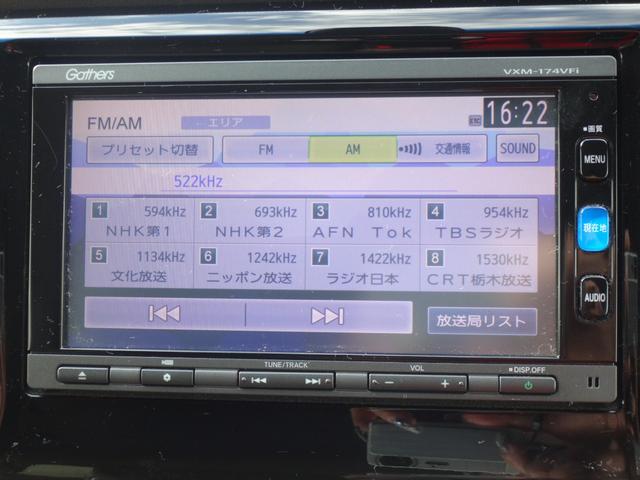 Gathers
VXM-174VFi
FM/AM
エリア
ETC
16:22
プリセット切替
FM
AM
交通情報
SOUND
522kHz
1 594kHz
NHK第1
2 693kHz
NHK第2
3 810kHz
AFN Tok
4 954kHz
TBSラジオ
5 1134kHz
文化放送
6 1242kHz
ニッポン放送
7 1422kHz
ラジオ日本
8 1530kHz
CRT栃木放送
放送局リスト
画質
MENU
現在地
AUDIO
TUNE/TRACK
VOL
DISP.OFF